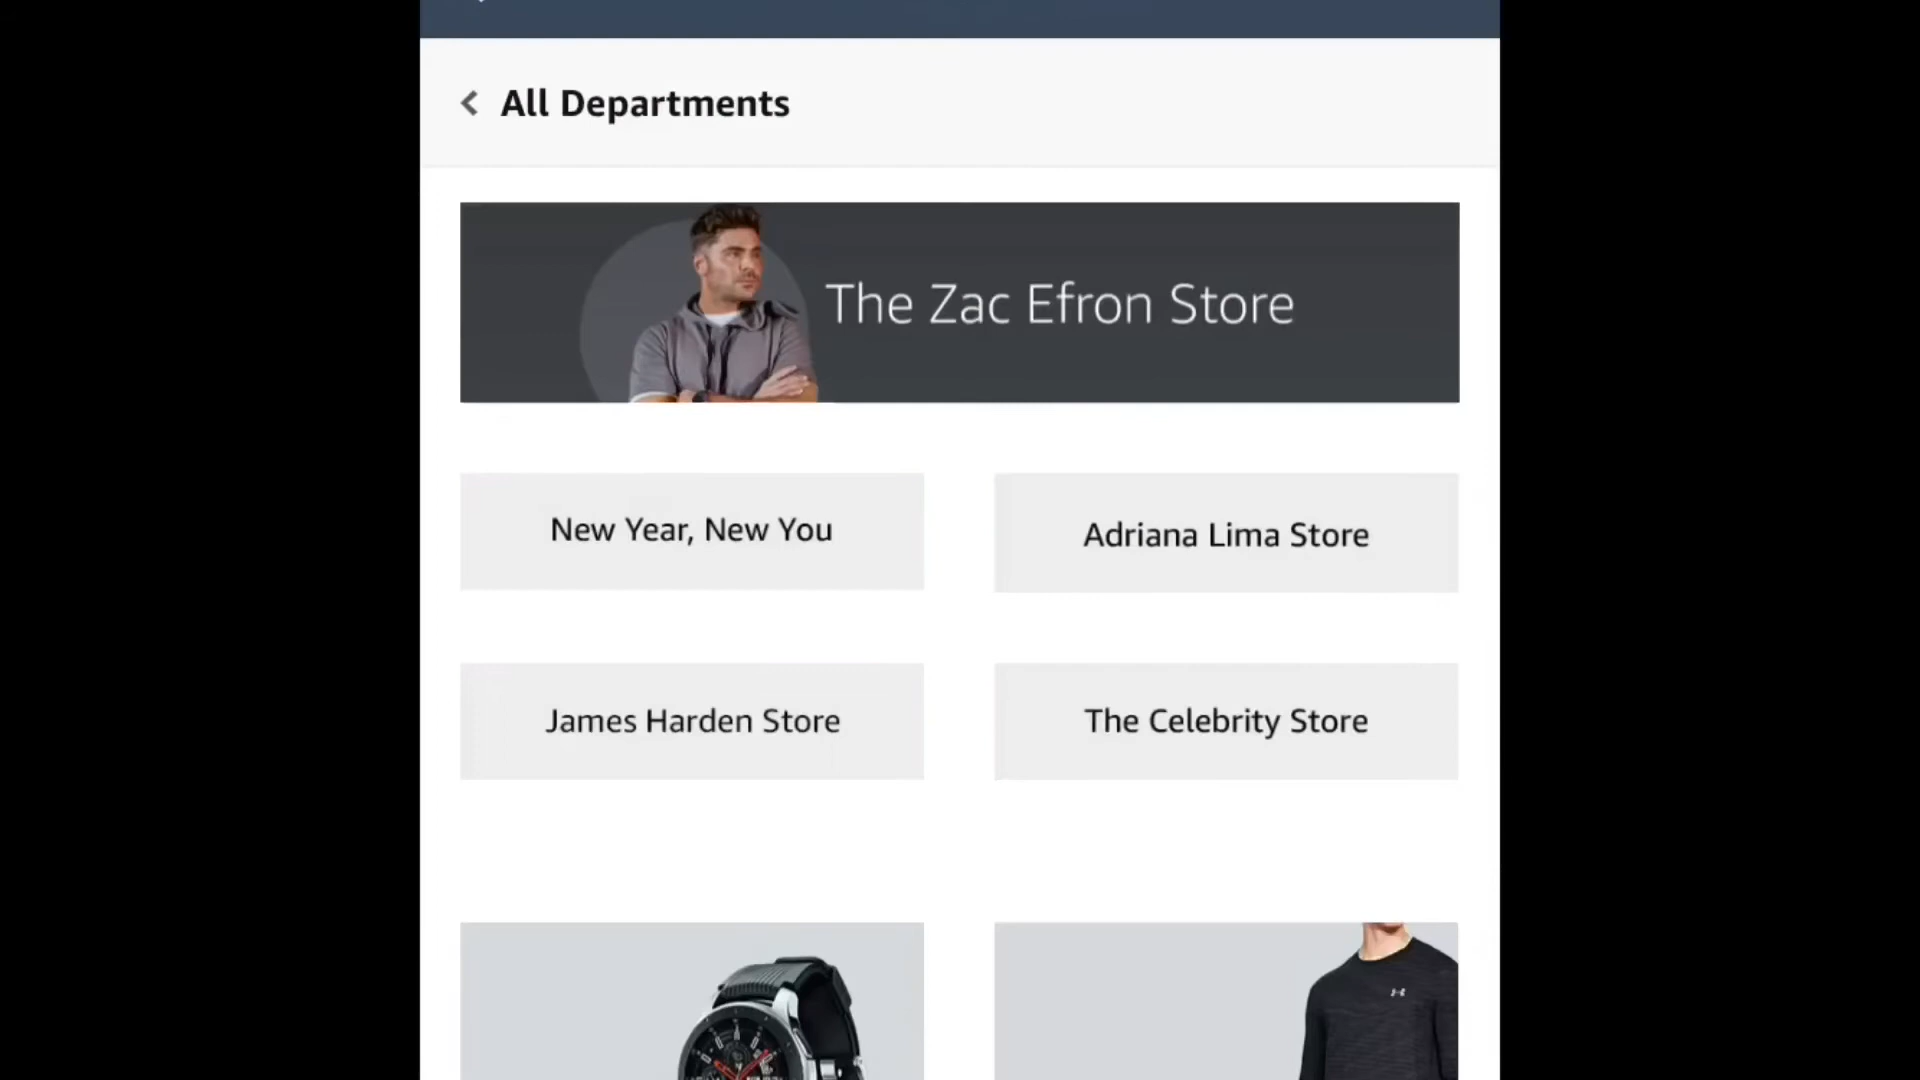 All Departments
The Zac Efron Store
New Year, New You
Adriana Lima Store
James Harden Store
The Celebrity Store